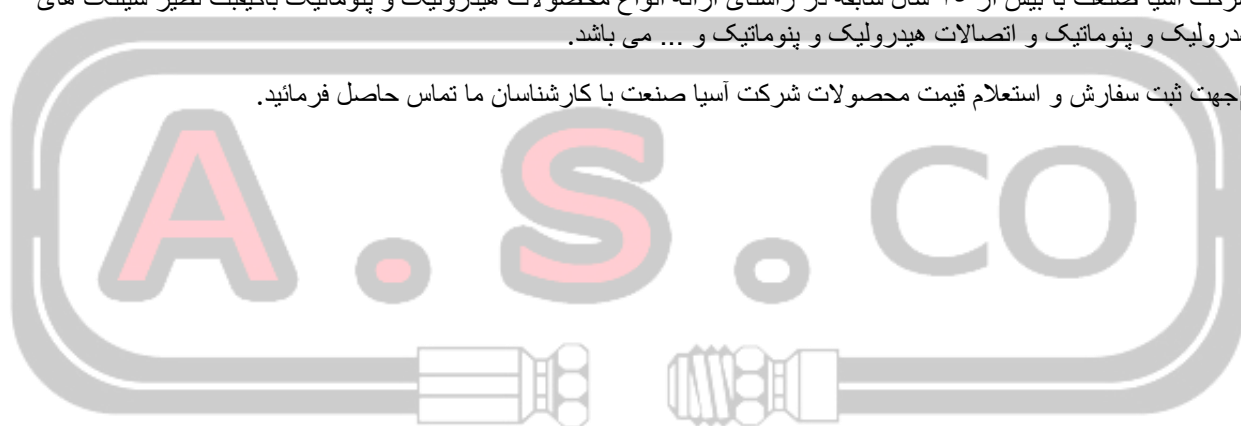 شرکت آسیا صنعت با بیش از سال سابقه در راستای ارائه انواع محصولات هیدرولیک و پنوماتیک باکیفیت نظیر شیلنگ های
هیدرولیک و پنوماتیک و اتصالات هیدرولیک و پنوماتیک و ... می باشد.
جهت ثبت سفارش و استعلام قیمت محصولات شرکت آسیا صنعت با کارشناسان ما تماس حاصل فرمائید.
A.S.CO